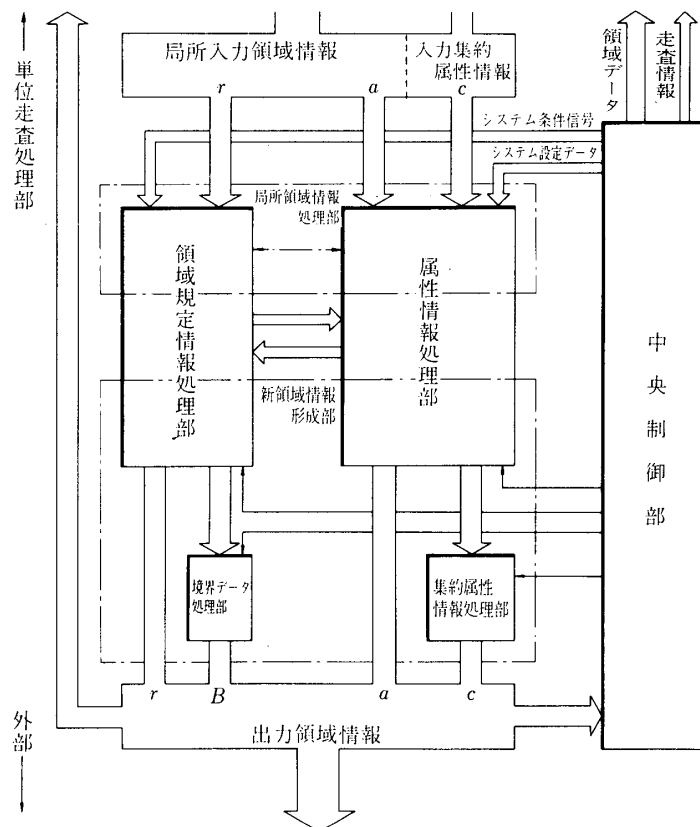 局所入力領域情報
入力集約
属性情報
r
a
c
領域データ
走査情報
単位走査処理部
システム条件信号
システム設定データ
局所領域情報
処理部
領域規定情報処理部
属性情報処理部
中央制御部
新領域情報
形成部
境界データ
処理部
集約属性
情報処理部
r
B
a
c
出力領域情報
外部